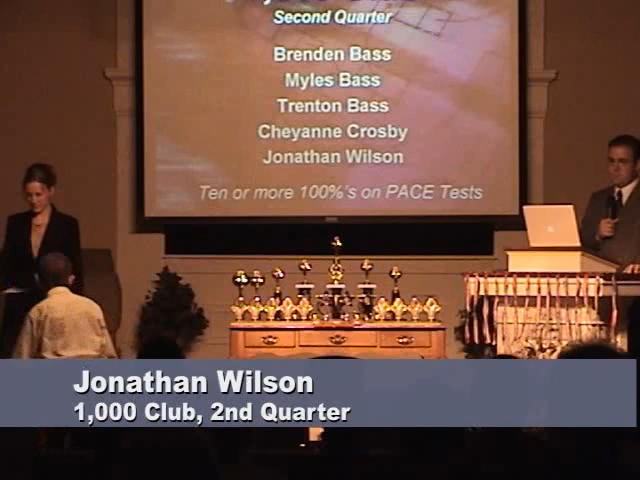 Second Quarter
Brenden Bass
Myles Bass
Trenton Bass
Cheyanne Crosby
Jonathan Wilson
Ten or more 100%'s on PACE Tests
Jonathan Wilson
1,000 Club, 2nd Quarter